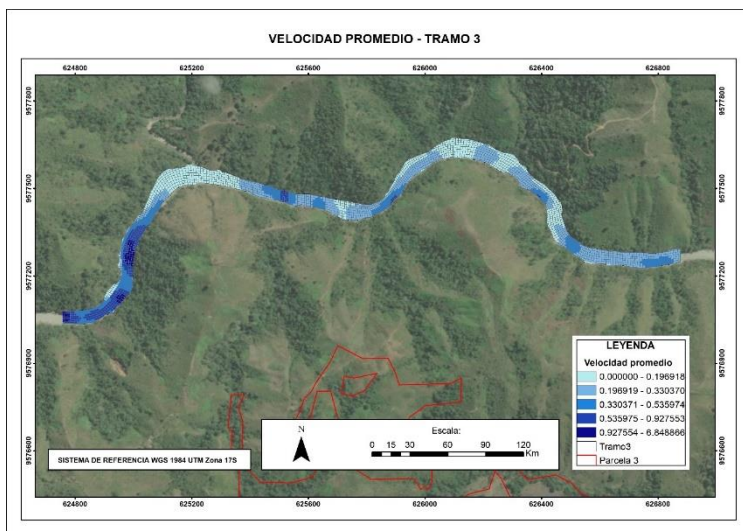 VELOCIDAD PROMEDIO - TRAMO 3
624800 625200 625600 626000 626400 626800
9577800
9577500
9577200
9576900
9576600
9577800
9577500
9577200
9576900
9576600
LEYENDA
Velocidad promedio
0.000000 - 0.196918
0.196919 - 0.330370
0.330371 - 0.535974
0.535975 - 0.927553
0.927554 - 6.848866
Tramo3
Parcela 3
N
Escala:
0 15 30 60 90 120
Km
SISTEMA DE REFERENCIA WGS 1984 UTM Zona 17S
624800 625200 625600 626000 626400 626800